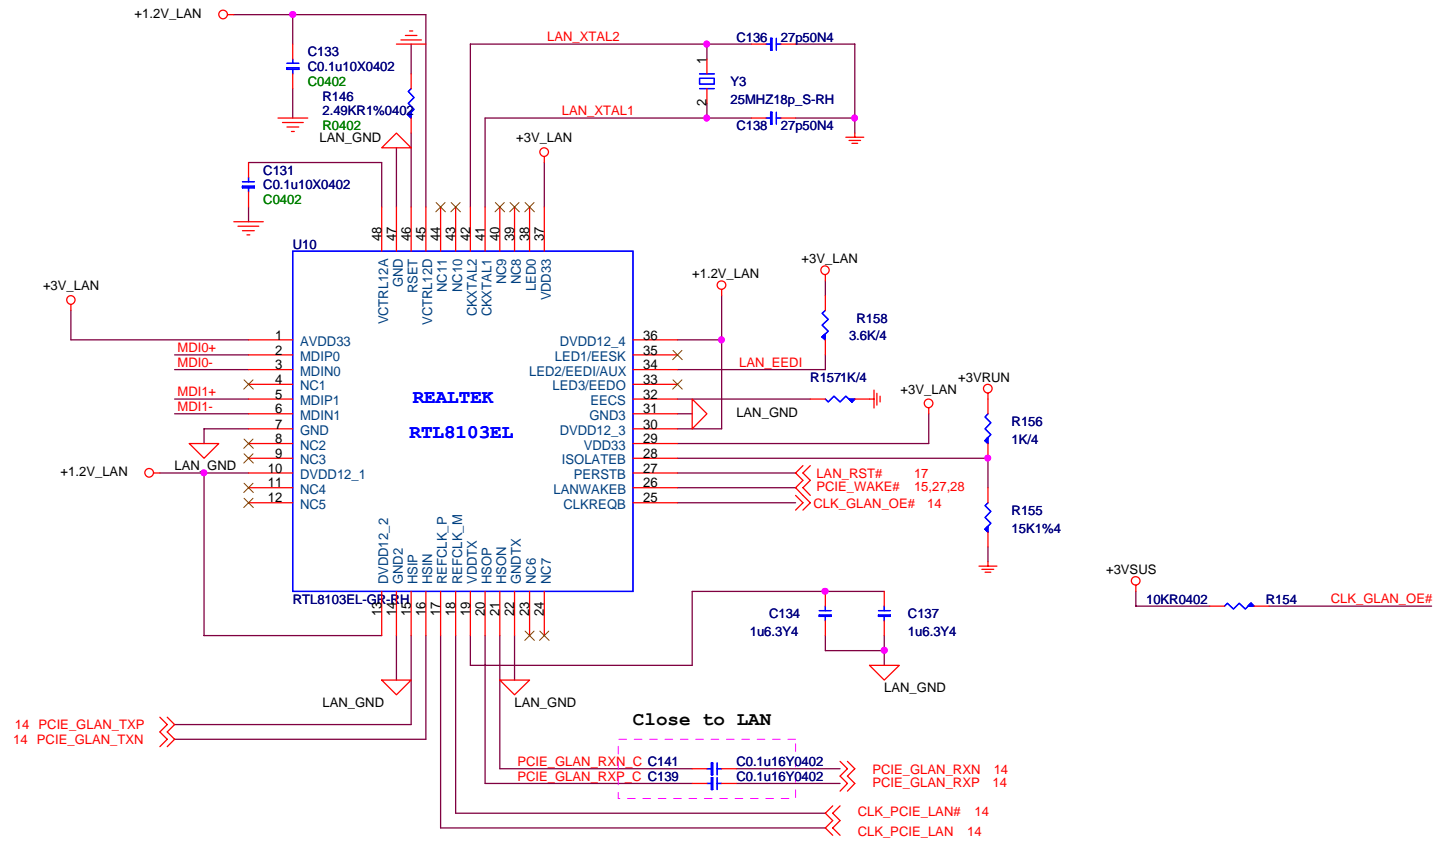 +1.2V_LAN
C133
C0.1u10X0402
C0402
R146
2.49KR1%0402
R0402
LAN_GND
C131
C0.1u10X0402
C0402
LAN_XTAL2
C136 27p50N4
1
Y3
25MHZ18p_S-RH
2
LAN_XTAL1
C138 27p50N4
+3V_LAN
U10
48 47 46 45 44 43 42 41 40 39 38 37
VCTRL12A GND RSET VCTRL12D NC11 NC10 CKXTAL2 CKXTAL1 NC9 NC8 LED0 VDD33
+3V_LAN
1 AVDD33
MDI0+ 2 MDIP0
MDI0- 3 MDIN0
4 NC1
MDI1+ 5 MDIP1
MDI1- 6 MDIN1
7 GND
8 NC2
LAN_GND 9 NC3
+1.2V_LAN 10 DVDD12_1
11 NC4
12 NC5
REALTEK
RTL8103EL
DVDD12_4 36
LED1/EESK 35
LED2/EEDI/AUX 34 LAN_EEDI
LED3/EEDO 33
EECS 32
GND3 31
DVDD12_3 30
VDD33 29
ISOLATEB 28
PERSTB 27 LAN_RST# 17
LANWAKEB 26 PCIE_WAKE# 15,27,28
CLKREQB 25 CLK_GLAN_OE# 14
+1.2V_LAN
+3V_LAN
R158
3.6K/4
R157 1K/4
LAN_GND
+3V_LAN
+3VRUN
R156
1K/4
R155
15K1%4
DVDD12_2 GND2 HSIP HSIN REFCLK_P REFCLK_M VDDTX HSOP HSON GNDTX NC6 NC7
RTL8103EL-GR-RH
13 14 15 16 17 18 19 20 21 22 23 24
+3VSUS
10KR0402 R154 CLK_GLAN_OE#
C134
1u6.3Y4
C137
1u6.3Y4
LAN_GND
LAN_GND
LAN_GND
14 PCIE_GLAN_TXP
14 PCIE_GLAN_TXN
Close to LAN
PCIE_GLAN_RXN_C C141 C0.1u16Y0402 PCIE_GLAN_RXN 14
PCIE_GLAN_RXP_C C139 C0.1u16Y0402 PCIE_GLAN_RXP 14
CLK_PCIE_LAN# 14
CLK_PCIE_LAN 14